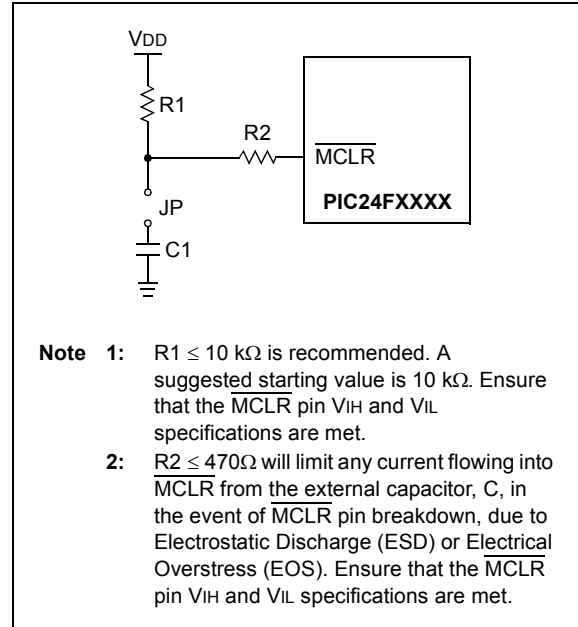 VDD
R1
R2
MCLR
PIC24FXXXX
JP
C1
Note 1: R1 ≤ 10 kΩ is recommended. A
suggested starting value is 10 kΩ. Ensure
that the MCLR pin VIH and VIL
specifications are met.
2: R2 ≤ 470Ω will limit any current flowing into
MCLR from the external capacitor, C, in
the event of MCLR pin breakdown, due to
Electrostatic Discharge (ESD) or Electrical
Overstress (EOS). Ensure that the MCLR
pin VIH and VIL specifications are met.